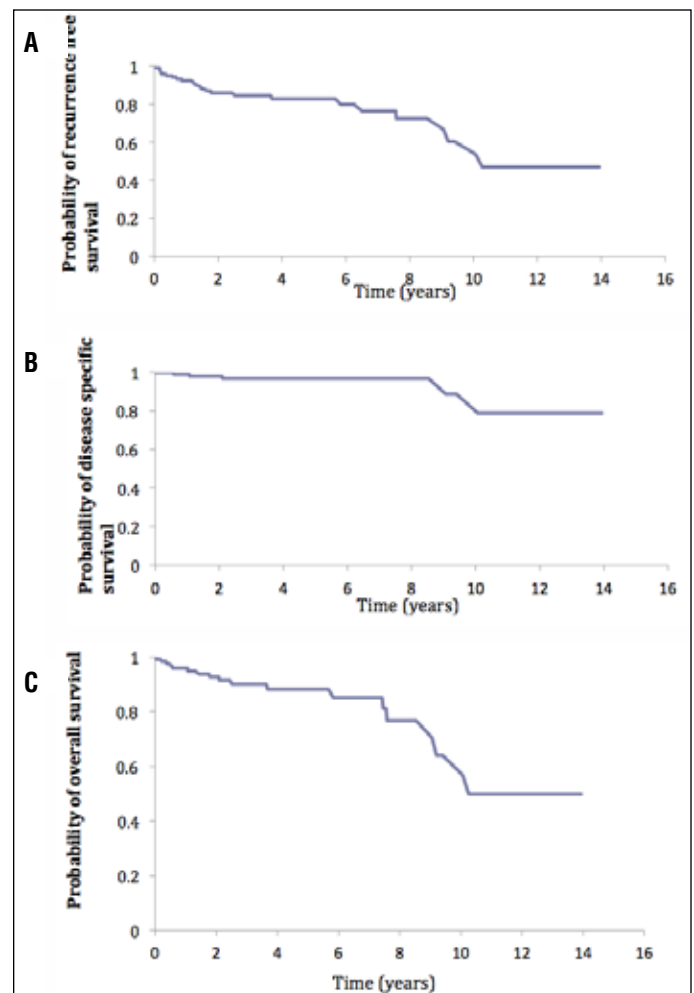 A
Probability of recurrence free
survival
1
0.8
0.6
0.4
0.2
0
0 2 4 6 8 10 12 14 16
Time (years)
B
Probability of disease specific
survival
1
0.8
0.6
0.4
0.2
0
0 2 4 6 8 10 12 14 16
Time (years)
C
Probability of overall survival
1
0.8
0.6
0.4
0.2
0
0 2 4 6 8 10 12 14 16
Time (years)